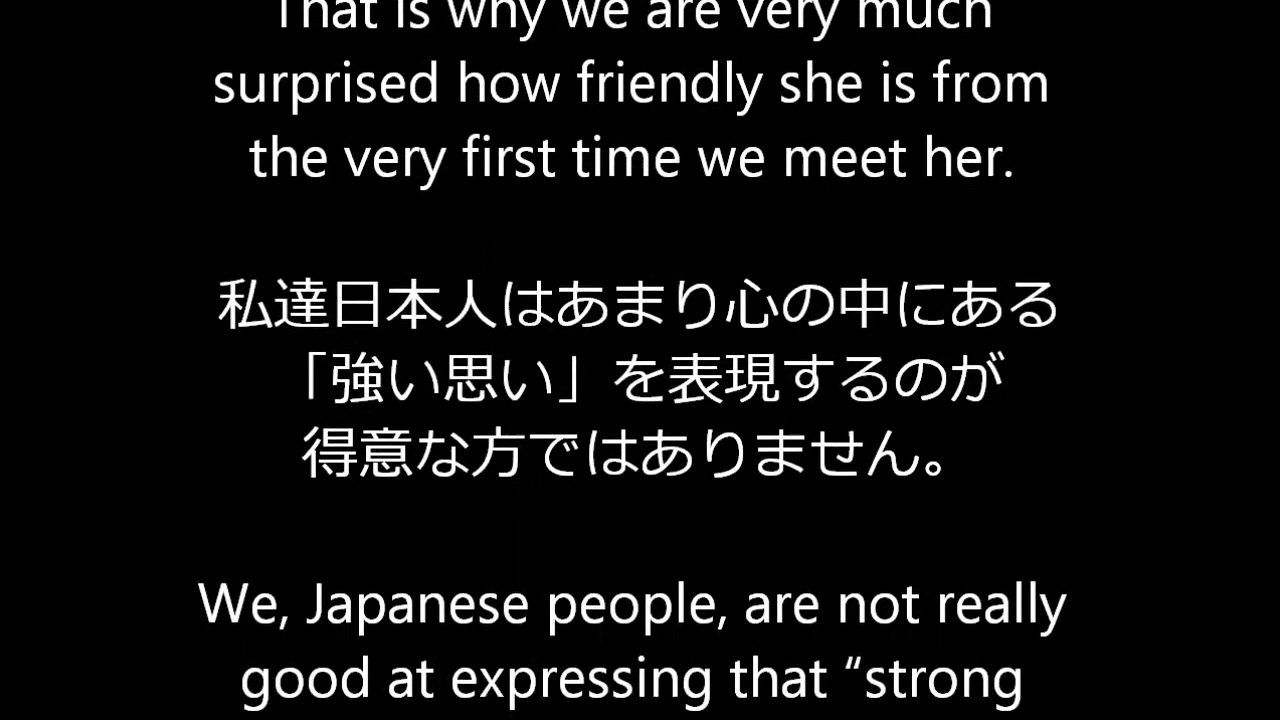 That is why we are very much
surprised how friendly she is from
the very first time we meet her.
私達日本人はあまり心の中にある
「強い思い」を表現するのが
得意な方ではありません。
We, Japanese people, are not really
good at expressing that “strong